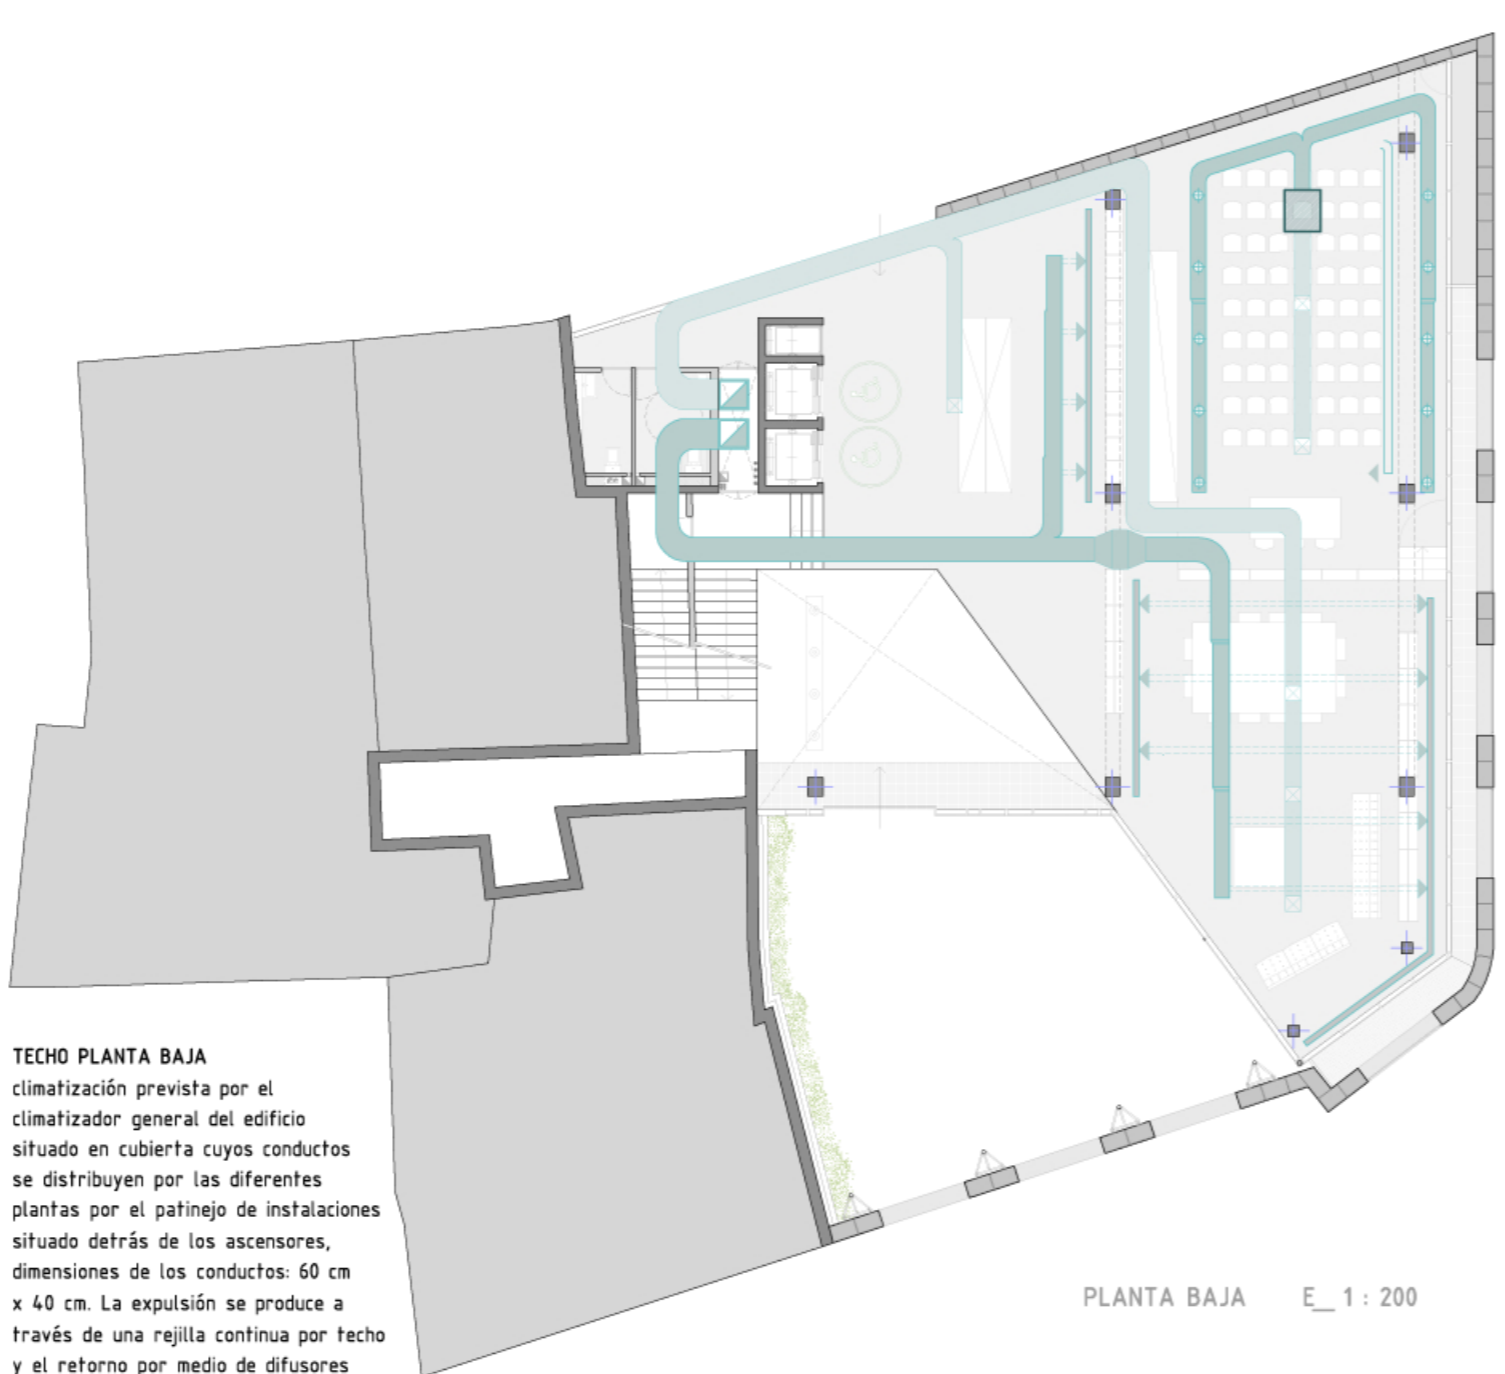 TECHO PLANTA BAJA
climatización prevista por el
climatizador general del edificio
situado en cubierta cuyos conductos
se distribuyen por las diferentes
plantas por el patinejo de instalaciones
situado detrás de los ascensores,
dimensiones de los conductos: 60 cm
x 40 cm. La expulsión se produce a
través de una rejilla continua por techo
y el retorno por medio de difusores
PLANTA BAJA E_ 1 : 200